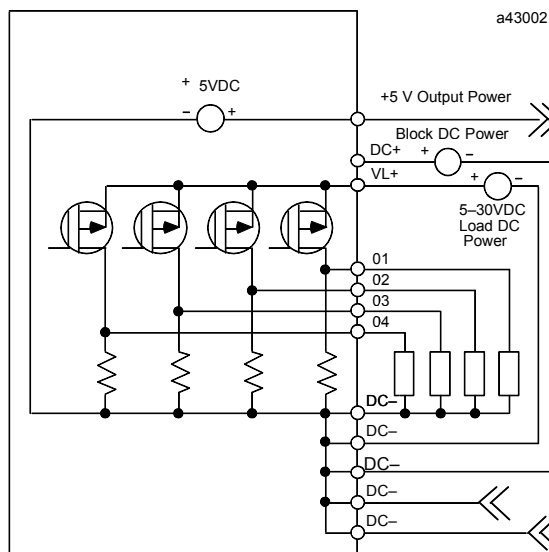 a43002
+ 5VDC
− +
+5 V Output Power
Block DC Power
DC+ + −
VL+ + −
5–30VDC
Load DC
Power
01
02
03
04
DC–
DC–
DC–
DC–
DC–